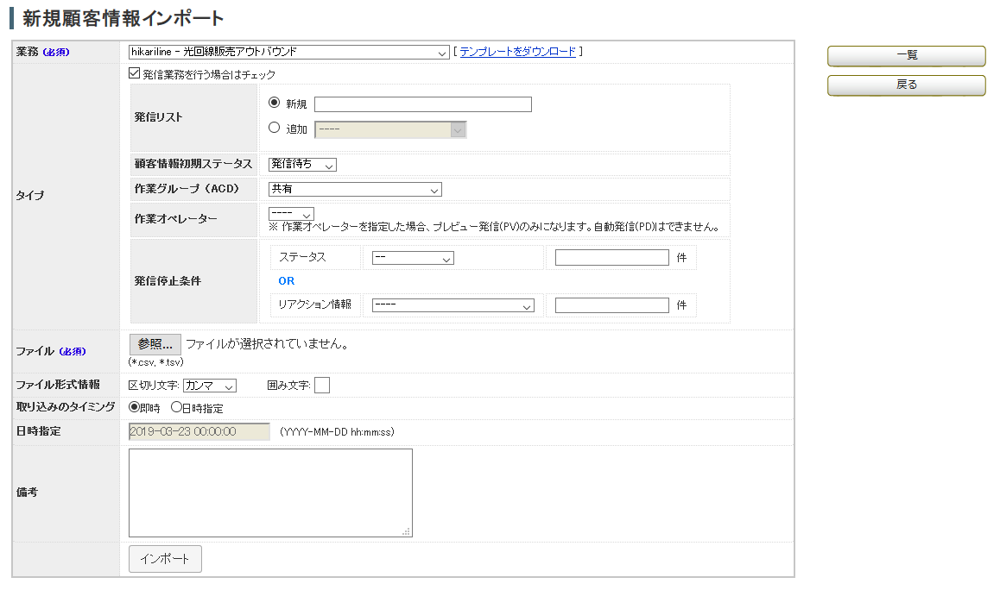 新規顧客情報インポート
業務 (必須) hikariline - 光回線販売アウトバウンド [ テンプレートをダウンロード ]
一覧
戻る
タイプ
発信業務を行う場合はチェック
発信リスト
新規
追加 ----
顧客情報初期ステータス 発信待ち
作業グループ（ACD） 共有
作業オペレーター ----
※ 作業オペレーターを指定した場合、プレビュー発信(PV)のみになります。自動発信(PD)はできません。
発信停止条件
ステータス -- 件
OR
リアクション情報 ---- 件
ファイル (必須) 参照... ファイルが選択されていません。
(*.csv, *.tsv)
ファイル形式情報 区切り文字: カンマ 囲み文字:
取り込みのタイミング 即時 日時指定
日時指定 2019-03-23 00:00:00 (YYYY-MM-DD hh:mm:ss)
備考
インポート